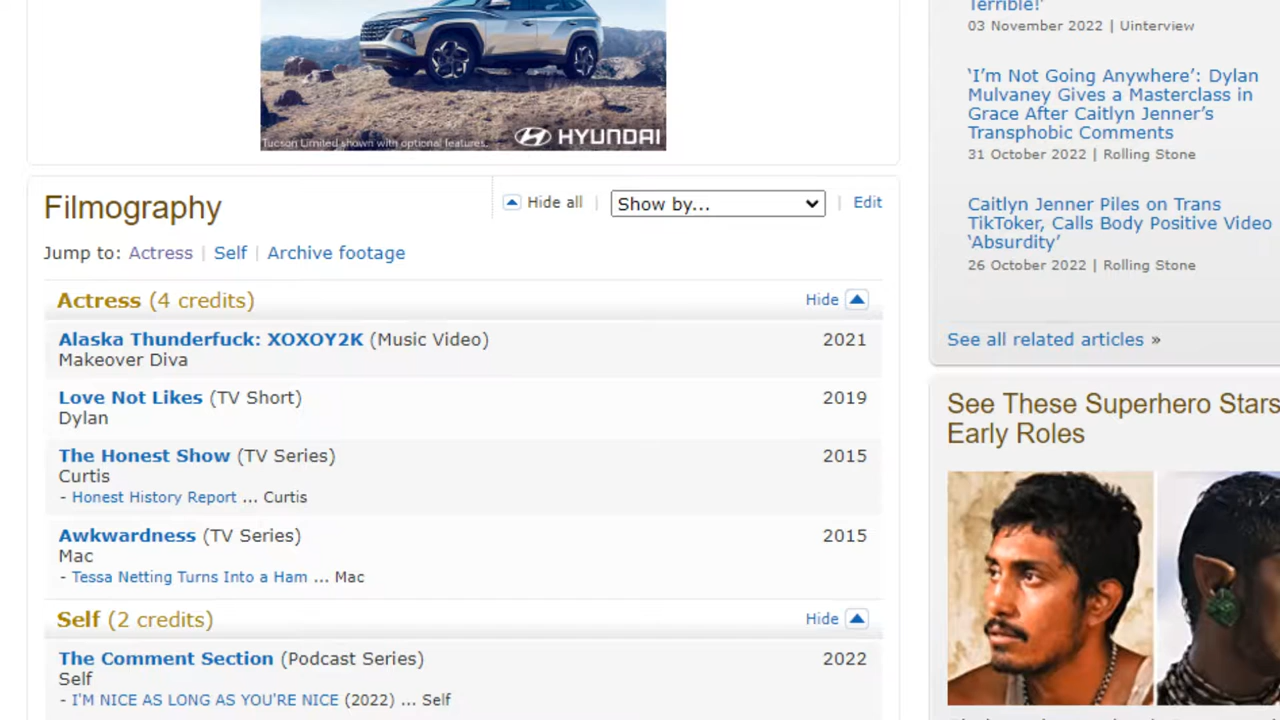 Tucson Limited shown with optional features.
HYUNDAI
Filmography
Hide all | Show by... | Edit
Jump to: Actress | Self | Archive footage
Actress (4 credits) Hide
Alaska Thunderfuck: XOXOY2K (Music Video) 2021
Makeover Diva
Love Not Likes (TV Short) 2019
Dylan
The Honest Show (TV Series) 2015
Curtis
- Honest History Report ... Curtis
Awkwardness (TV Series) 2015
Mac
- Tessa Netting Turns Into a Ham ... Mac
Self (2 credits) Hide
The Comment Section (Podcast Series) 2022
Self
- I'M NICE AS LONG AS YOU'RE NICE (2022) ... Self
Terrible!'
03 November 2022 | Uinterview
‘I’m Not Going Anywhere’: Dylan
Mulvaney Gives a Masterclass in
Grace After Caitlyn Jenner’s
Transphobic Comments
31 October 2022 | Rolling Stone
Caitlyn Jenner Piles on Trans
TikToker, Calls Body Positive Video
‘Absurdity’
26 October 2022 | Rolling Stone
See all related articles »
See These Superhero Stars
Early Roles